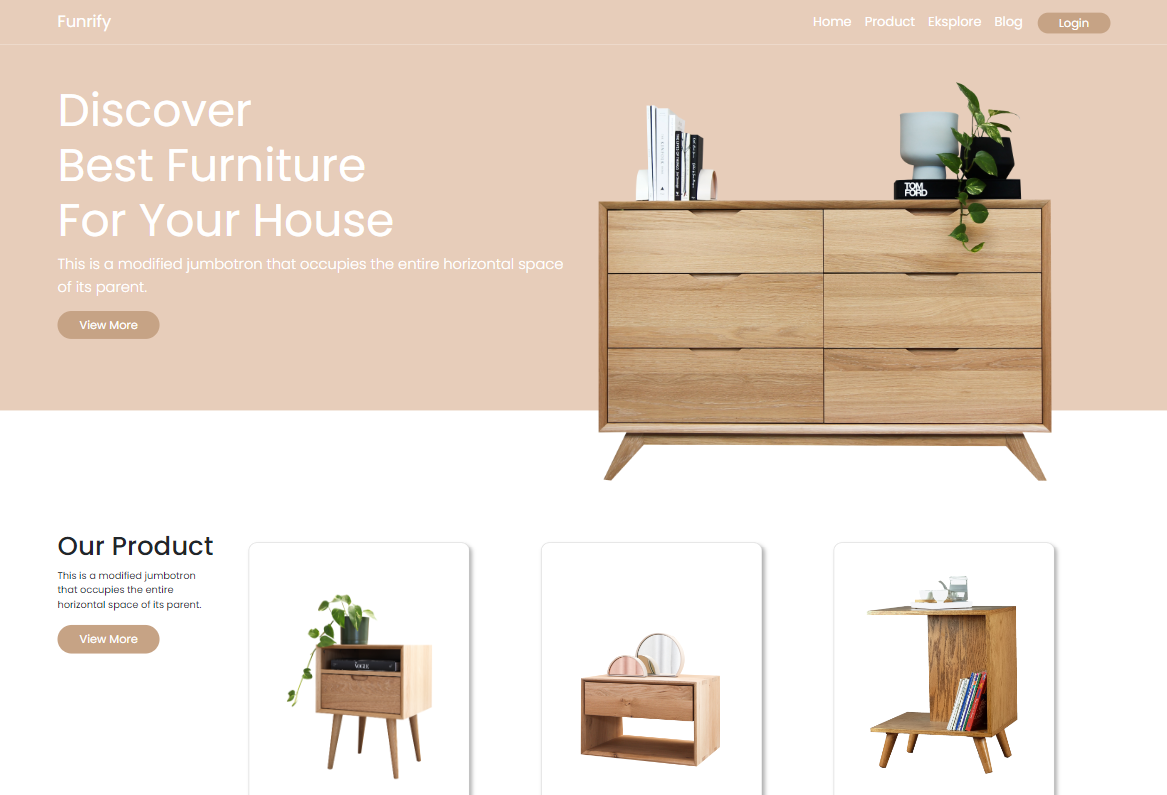 Funrify
Home Product Eksplore Blog Login
Discover
Best Furniture
For Your House
This is a modified jumbotron that occupies the entire horizontal space
of its parent.
View More
TOM
FORD
Our Product
This is a modified jumbotron
that occupies the entire
horizontal space of its parent.
View More
VOGUE